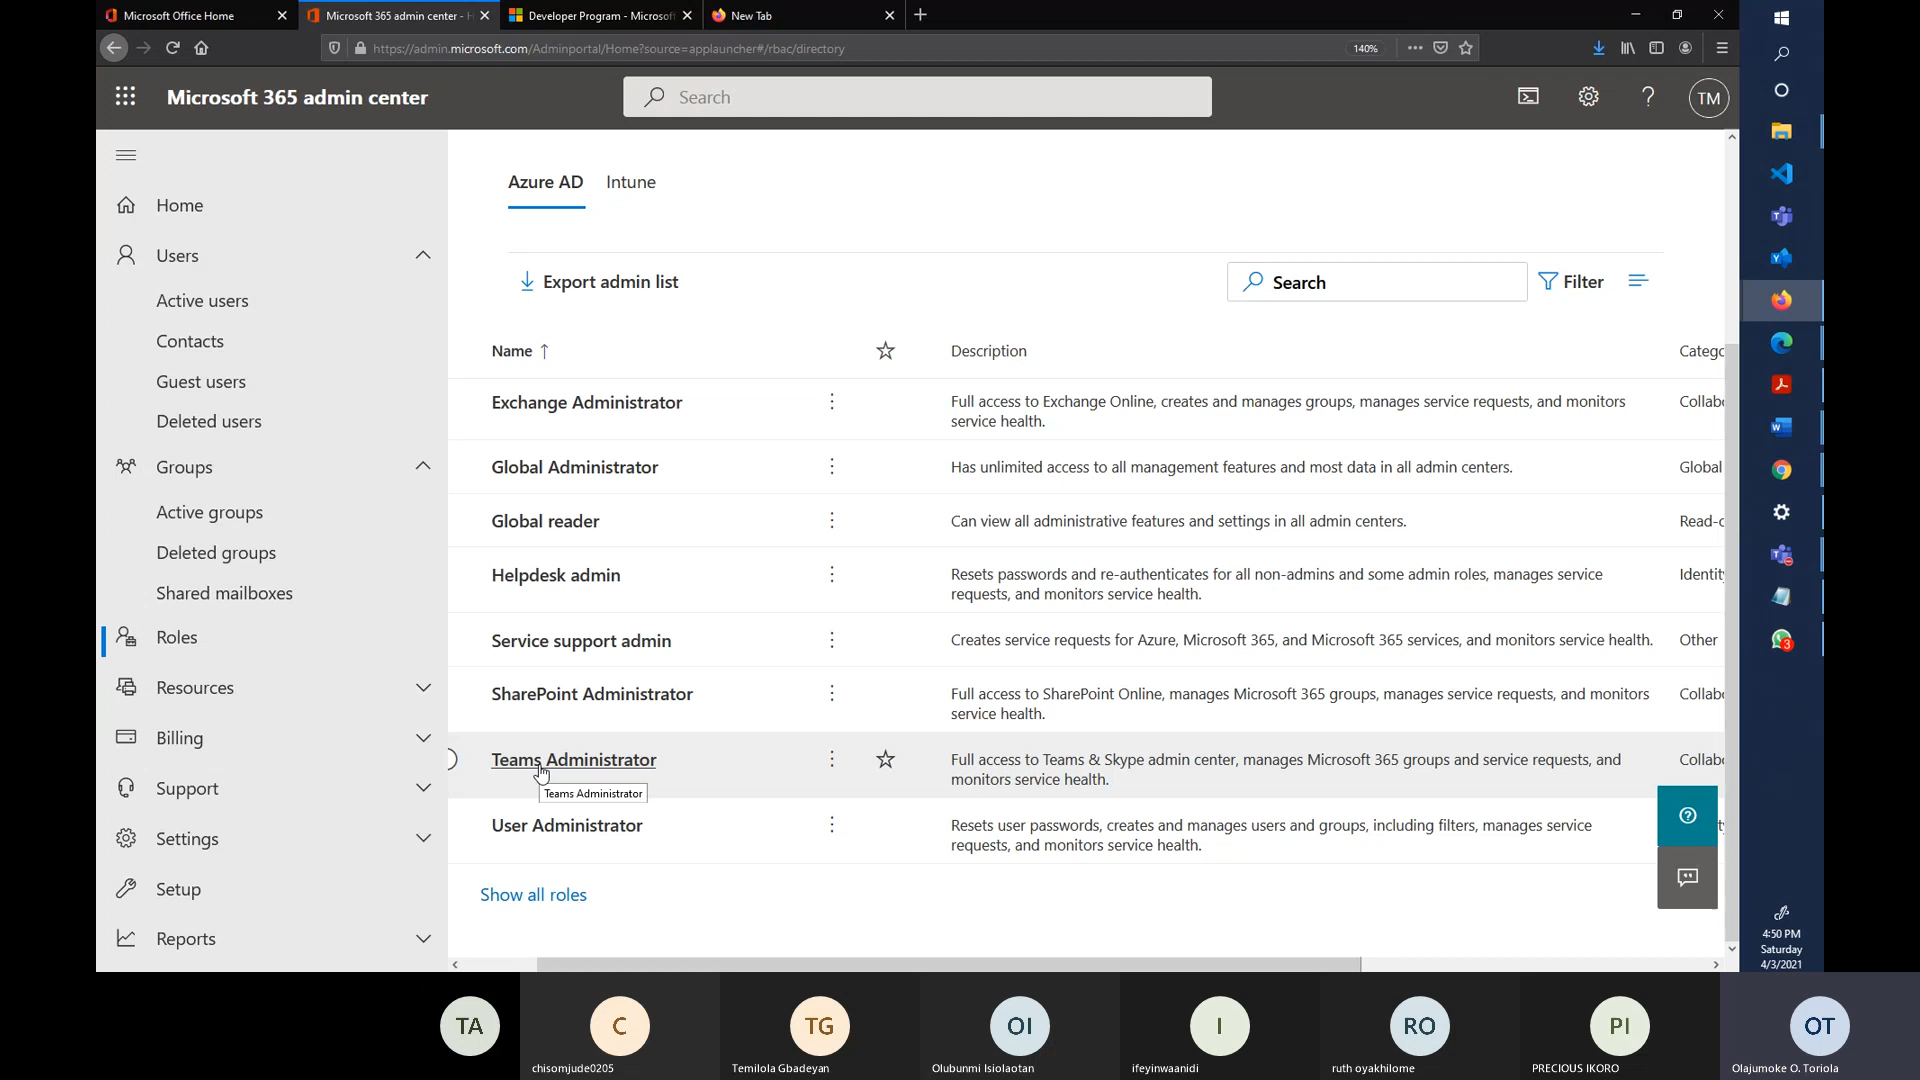 Microsoft Office Home
Microsoft 365 admin center - H
Developer Program - Microsof
New Tab
https://admin.microsoft.com/Adminportal/Home?source=applauncher#/rbac/directory
140%
Microsoft 365 admin center
Search
TM
Home
Users
Active users
Contacts
Guest users
Deleted users
Groups
Active groups
Deleted groups
Shared mailboxes
Roles
Resources
Billing
Support
Settings
Setup
Reports
Azure AD
Intune
Export admin list
Search
Filter
Name ↑
Description
Catego
Exchange Administrator
Full access to Exchange Online, creates and manages groups, manages service requests, and monitors
service health.
Collabo
Global Administrator
Has unlimited access to all management features and most data in all admin centers.
Global
Global reader
Can view all administrative features and settings in all admin centers.
Read-o
Helpdesk admin
Resets passwords and re-authenticates for all non-admins and some admin roles, manages service
requests, and monitors service health.
Identity
Service support admin
Creates service requests for Azure, Microsoft 365, and Microsoft 365 services, and monitors service health.
Other
SharePoint Administrator
Full access to SharePoint Online, manages Microsoft 365 groups, manages service requests, and monitors
service health.
Collabo
Teams Administrator
Full access to Teams & Skype admin center, manages Microsoft 365 groups and service requests, and
monitors service health.
Collabo
Teams Administrator
User Administrator
Resets user passwords, creates and manages users and groups, including filters, manages service
requests, and monitors service health.
Show all roles
3
4:50 PM
Saturday
4/3/2021
TA
C
chisomjude0205
TG
Temilola Gbadeyan
OI
Olubunmi Isiolaotan
I
ifeyinwaanidi
RO
ruth oyakhilome
PI
PRECIOUS IKORO
OT
Olajumoke O. Toriola